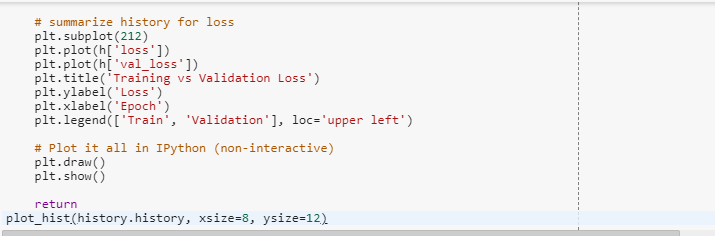 # summarize history for loss
plt.subplot(212)
plt.plot(h['loss'])
plt.plot(h['val_loss'])
plt.title('Training vs Validation Loss')
plt.ylabel('Loss')
plt.xlabel('Epoch')
plt.legend(['Train', 'Validation'], loc='upper left')
# Plot it all in IPython (non-interactive)
plt.draw()
plt.show()
return
plot_hist(history.history, xsize=8, ysize=12)